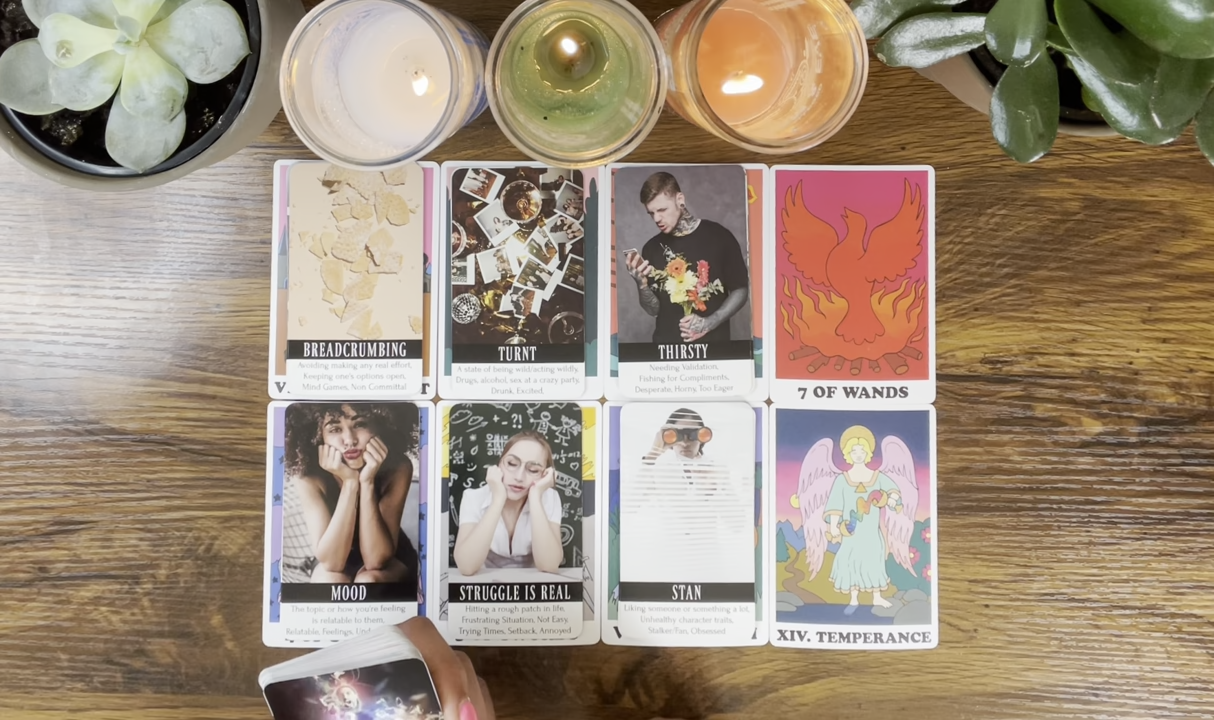 BREADCRUMBING
Avoiding making any real effort.
Keeping one's options open,
Mind Games, Non Committal
V.
T
TURNT
A state of being wild/acting wildly,
Drugs, alcohol, sex at a crazy party,
Drunk, Excited,
THIRSTY
Needing Validation,
Fishing for Compliments,
Desperate, Horny, Too Eager
7 OF WANDS
MOOD
The topic or how you're feeling
is relatable to them.
Relatable, Feelings,
STRUGGLE IS REAL
Hitting a rough patch in life,
Frustrating Situation, Not Easy,
Trying Times, Setback, Annoyed
STAN
Liking someone or something a lot,
Unhealthy character traits,
Stalker/Fan, Obsessed
XIV. TEMPERANCE